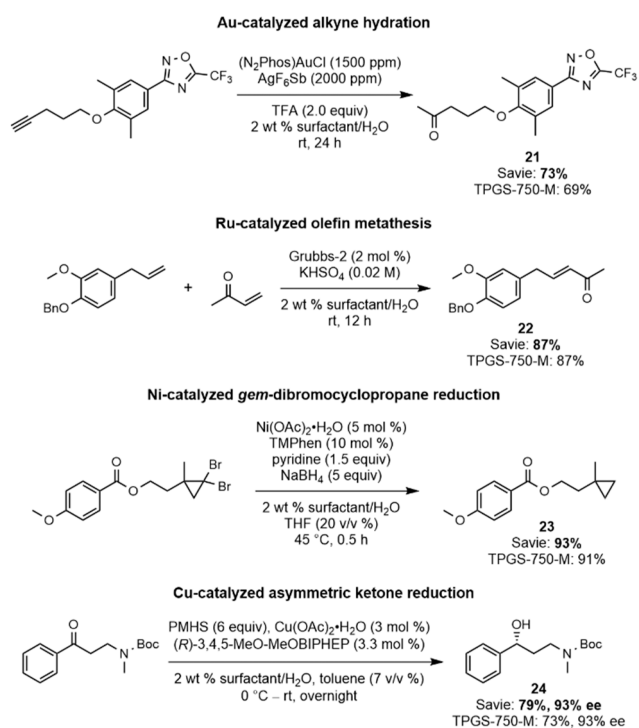 Au-catalyzed alkyne hydration
(N2Phos)AuCl (1500 ppm)
AgF6Sb (2000 ppm)
TFA (2.0 equiv)
2 wt % surfactant/H2O
rt, 24 h
O
N
O
N
CF3
O
O
N
O
N
CF3
21
Savie: 73%
TPGS-750-M: 69%
Ru-catalyzed olefin metathesis
O
BnO
+
O
Grubbs-2 (2 mol %)
KHSO4 (0.02 M)
2 wt % surfactant/H2O
rt, 12 h
O
BnO
O
22
Savie: 87%
TPGS-750-M: 87%
Ni-catalyzed gem-dibromocyclopropane reduction
O
O
O
Me
Br
Br
Ni(OAc)2•H2O (5 mol %)
TMPhen (10 mol %)
pyridine (1.5 equiv)
NaBH4 (5 equiv)
2 wt % surfactant/H2O
THF (20 v/v %)
45 °C, 0.5 h
O
O
O
Me
23
Savie: 93%
TPGS-750-M: 91%
Cu-catalyzed asymmetric ketone reduction
O
N
Boc
PMHS (6 equiv), Cu(OAc)2•H2O (3 mol %)
(R)-3,4,5-MeO-MeOBIPHEP (3.3 mol %)
2 wt % surfactant/H2O, toluene (7 v/v %)
0 °C – rt, overnight
OH
N
Boc
24
Savie: 79%, 93% ee
TPGS-750-M: 73%, 93% ee